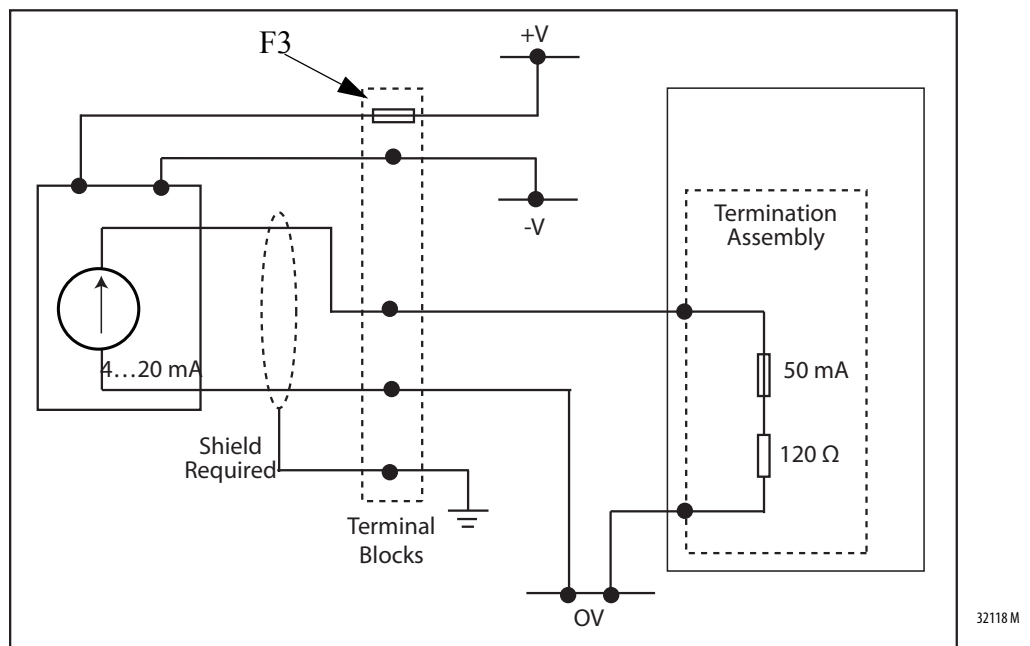 F3
+V
-V
Termination
Assembly
4…20 mA
50 mA
120 Ω
Shield
Required
Terminal
Blocks
OV
32118 M